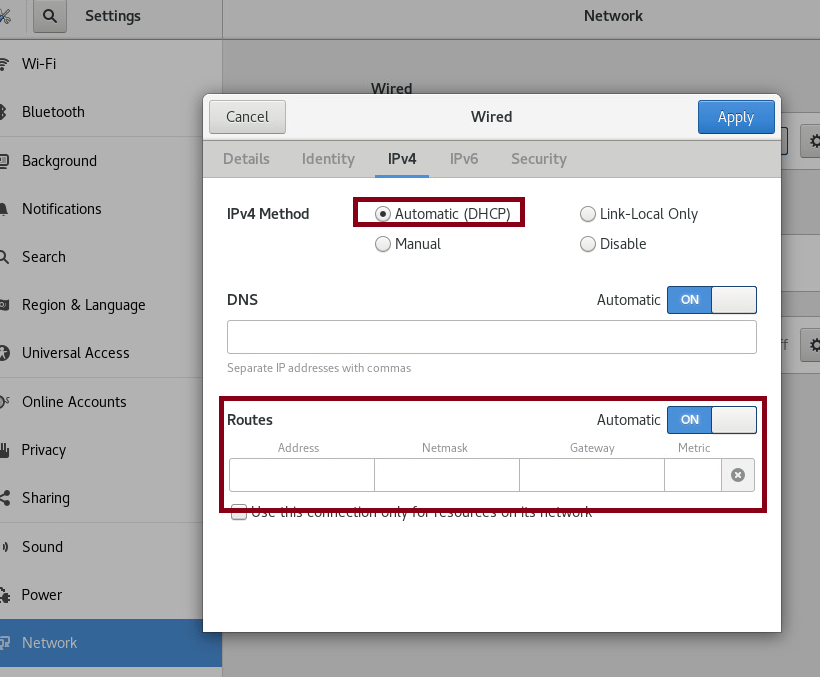 Settings
Network
Wi-Fi
Bluetooth
Background
Notifications
Search
Region & Language
Universal Access
Online Accounts
Privacy
Sharing
Sound
Power
Network
Wired
Cancel
Wired
Apply
Details Identity IPv4 IPv6 Security
IPv4 Method Automatic (DHCP) Link-Local Only
Manual Disable
DNS Automatic ON
Separate IP addresses with commas
Routes Automatic ON
Address Netmask Gateway Metric
Use this connection only for resources on its network